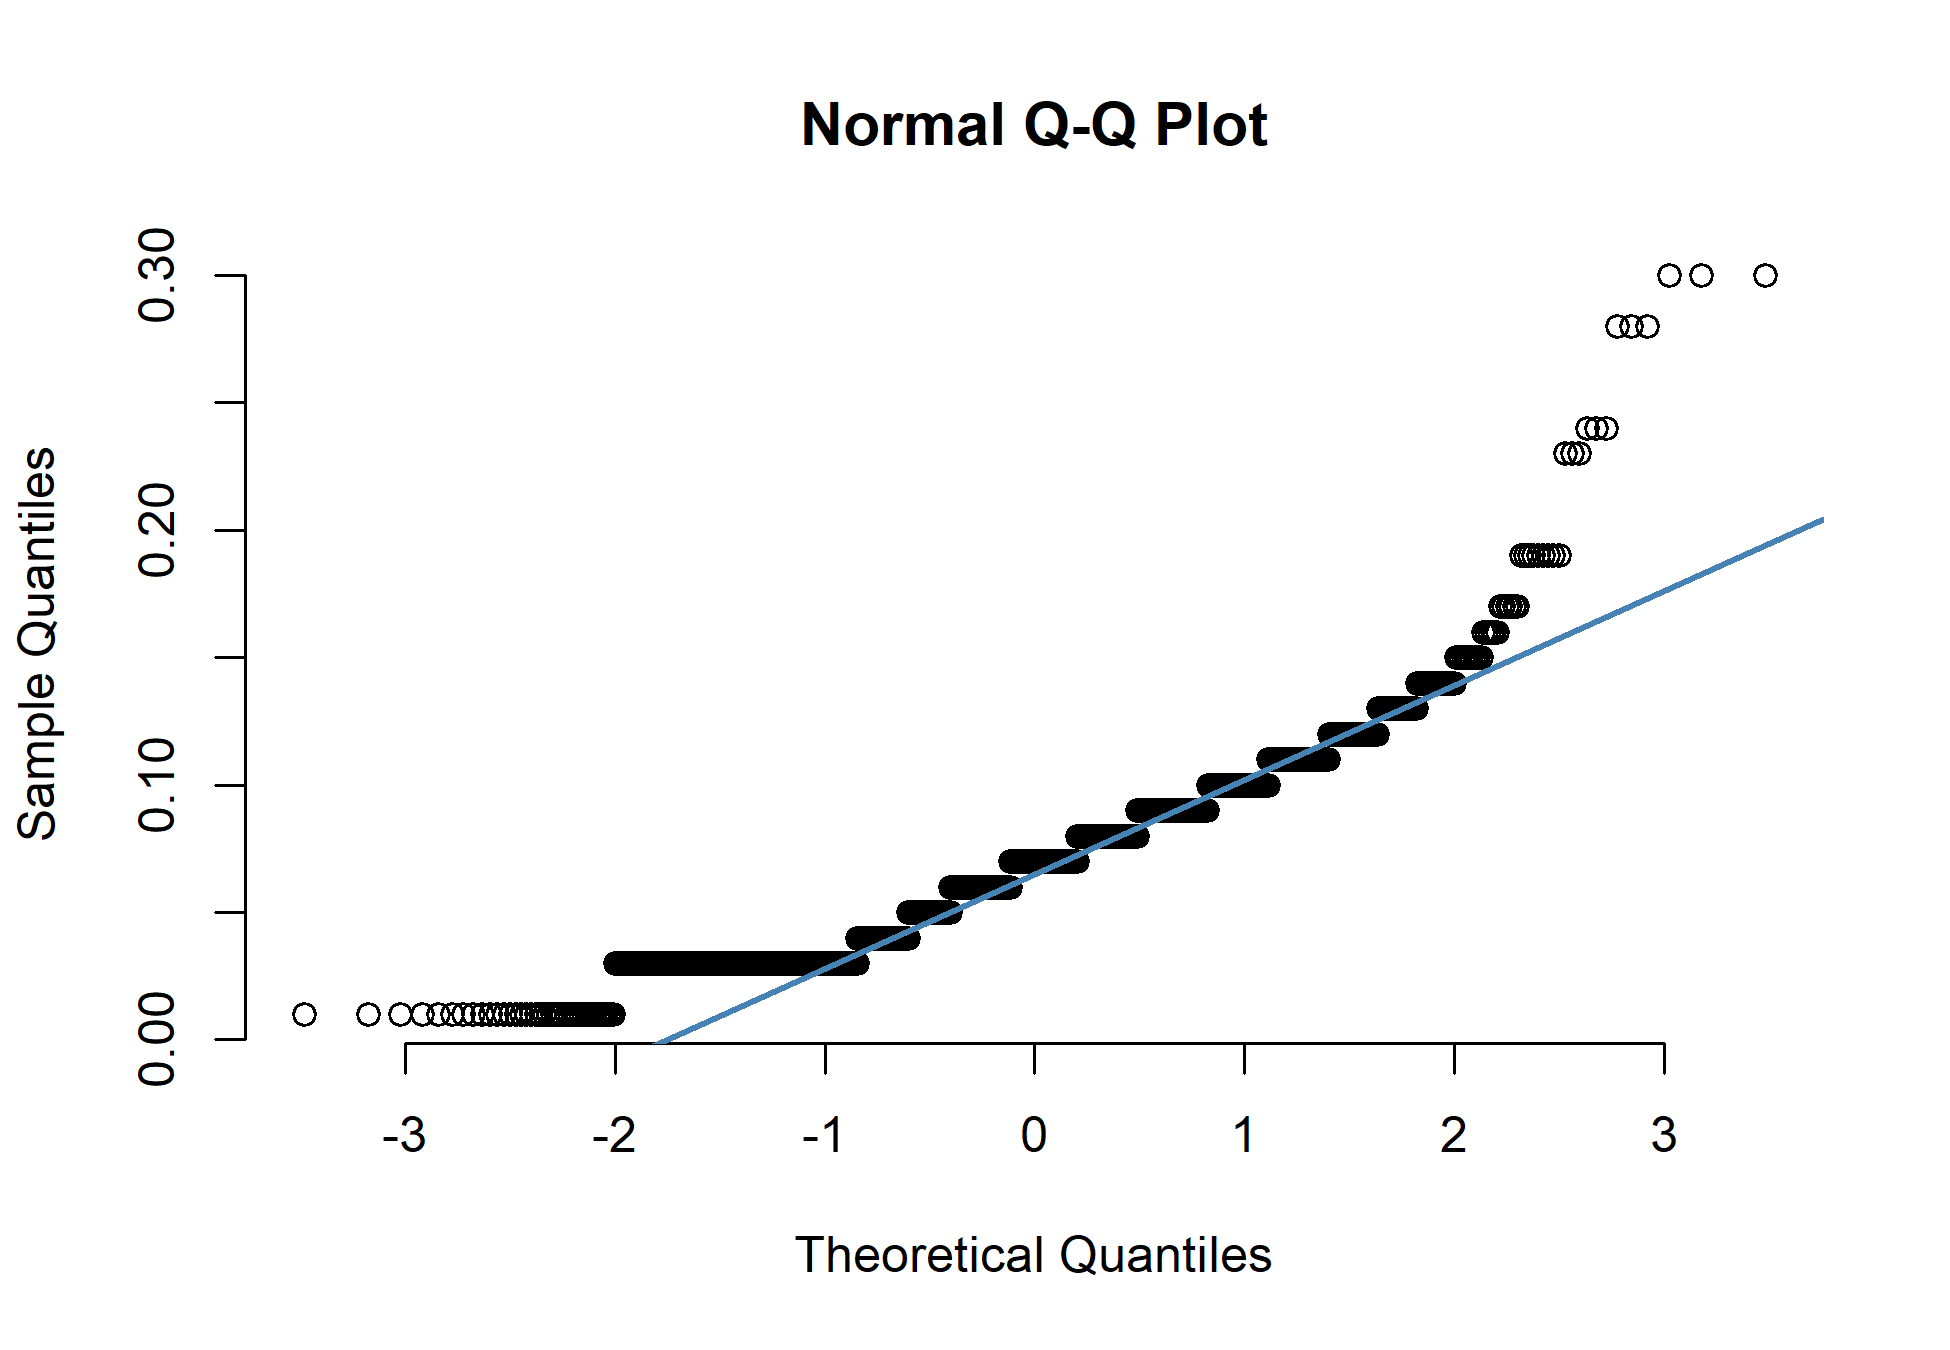 Normal Q-Q Plot
Sample Quantiles
0.30
0.20
0.10
0.00
-3 -2 -1 0 1 2 3
Theoretical Quantiles